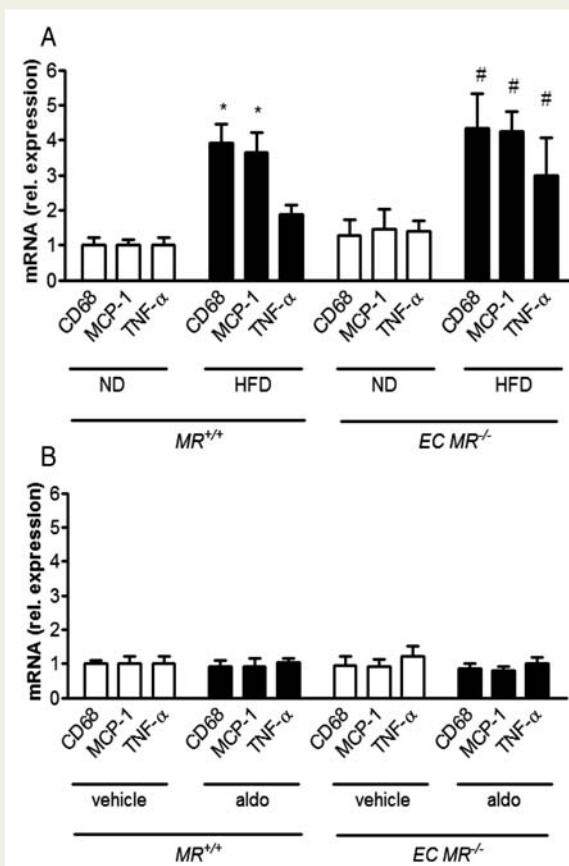 A
mRNA (rel. expression)
6
5
4
3
2
1
0
* * # # #
CD68 MCP-1 TNF-α CD68 MCP-1 TNF-α CD68 MCP-1 TNF-α CD68 MCP-1 TNF-α
ND HFD ND HFD
MR+/+ EC MR-/-
B
mRNA (rel. expression)
6
5
4
3
2
1
0
CD68 MCP-1 TNF-α CD68 MCP-1 TNF-α CD68 MCP-1 TNF-α CD68 MCP-1 TNF-α
vehicle aldo vehicle aldo
MR+/+ EC MR-/-